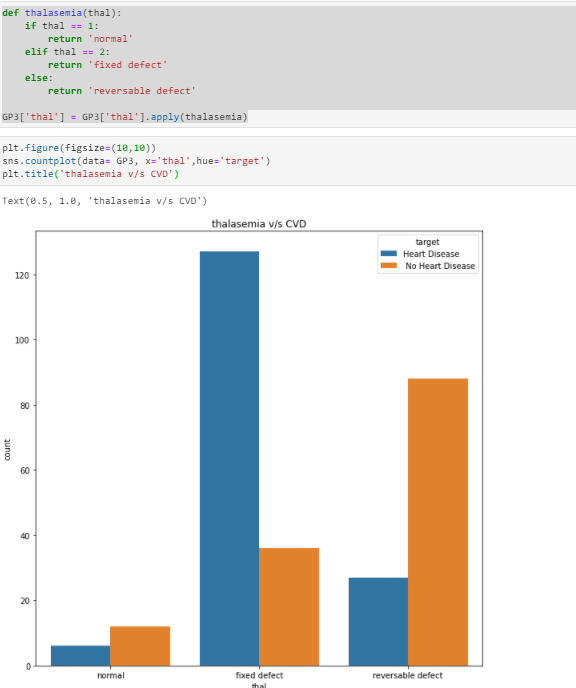 def thalasemia(thal):
    if thal == 1:
        return 'normal'
    elif thal == 2:
        return 'fixed defect'
    else:
        return 'reversable defect'
GP3['thal'] = GP3['thal'].apply(thalasemia)
plt.figure(figsize=(10,10))
sns.countplot(data= GP3, x='thal',hue='target')
plt.title('thalasemia v/s CVD')
Text(0.5, 1.0, 'thalasemia v/s CVD')
thalasemia v/s CVD
target
Heart Disease
No Heart Disease
120
100
80
60
40
20
0
count
normal fixed defect reversable defect
thal